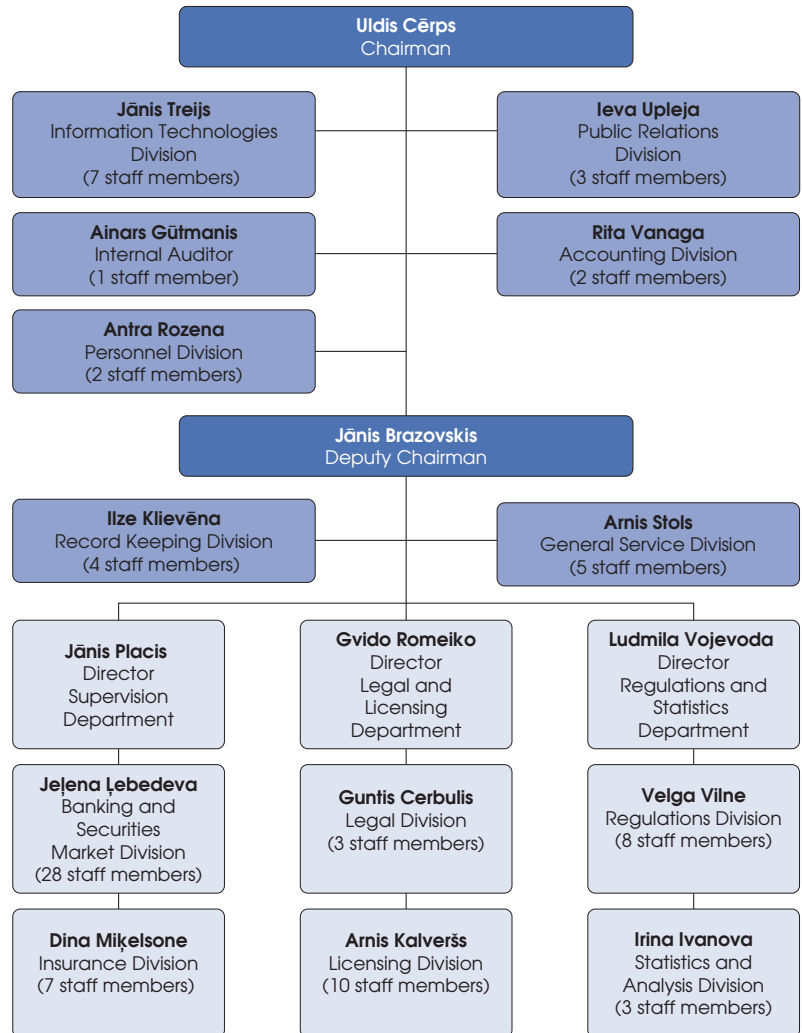 Uldis Cērps
Chairman
Jānis Treijs
Information Technologies
Division
(7 staff members)
Ieva Upleja
Public Relations
Division
(3 staff members)
Ainars Gūtmanis
Internal Auditor
(1 staff member)
Rita Vanaga
Accounting Division
(2 staff members)
Antra Rozena
Personnel Division
(2 staff members)
Jānis Brazovskis
Deputy Chairman
Ilze Klievēna
Record Keeping Division
(4 staff members)
Arnis Stols
General Service Division
(5 staff members)
Jānis Placis
Director
Supervision
Department
Gvido Romeiko
Director
Legal and
Licensing
Department
Ludmila Vojevoda
Director
Regulations and
Statistics
Department
Jeļena Ļebedeva
Banking and
Securities
Market Division
(28 staff members)
Guntis Cerbulis
Legal Division
(3 staff members)
Velga Vilne
Regulations Division
(8 staff members)
Dina Miķelsone
Insurance Division
(7 staff members)
Arnis Kalveršs
Licensing Division
(10 staff members)
Irina Ivanova
Statistics and
Analysis Division
(3 staff members)